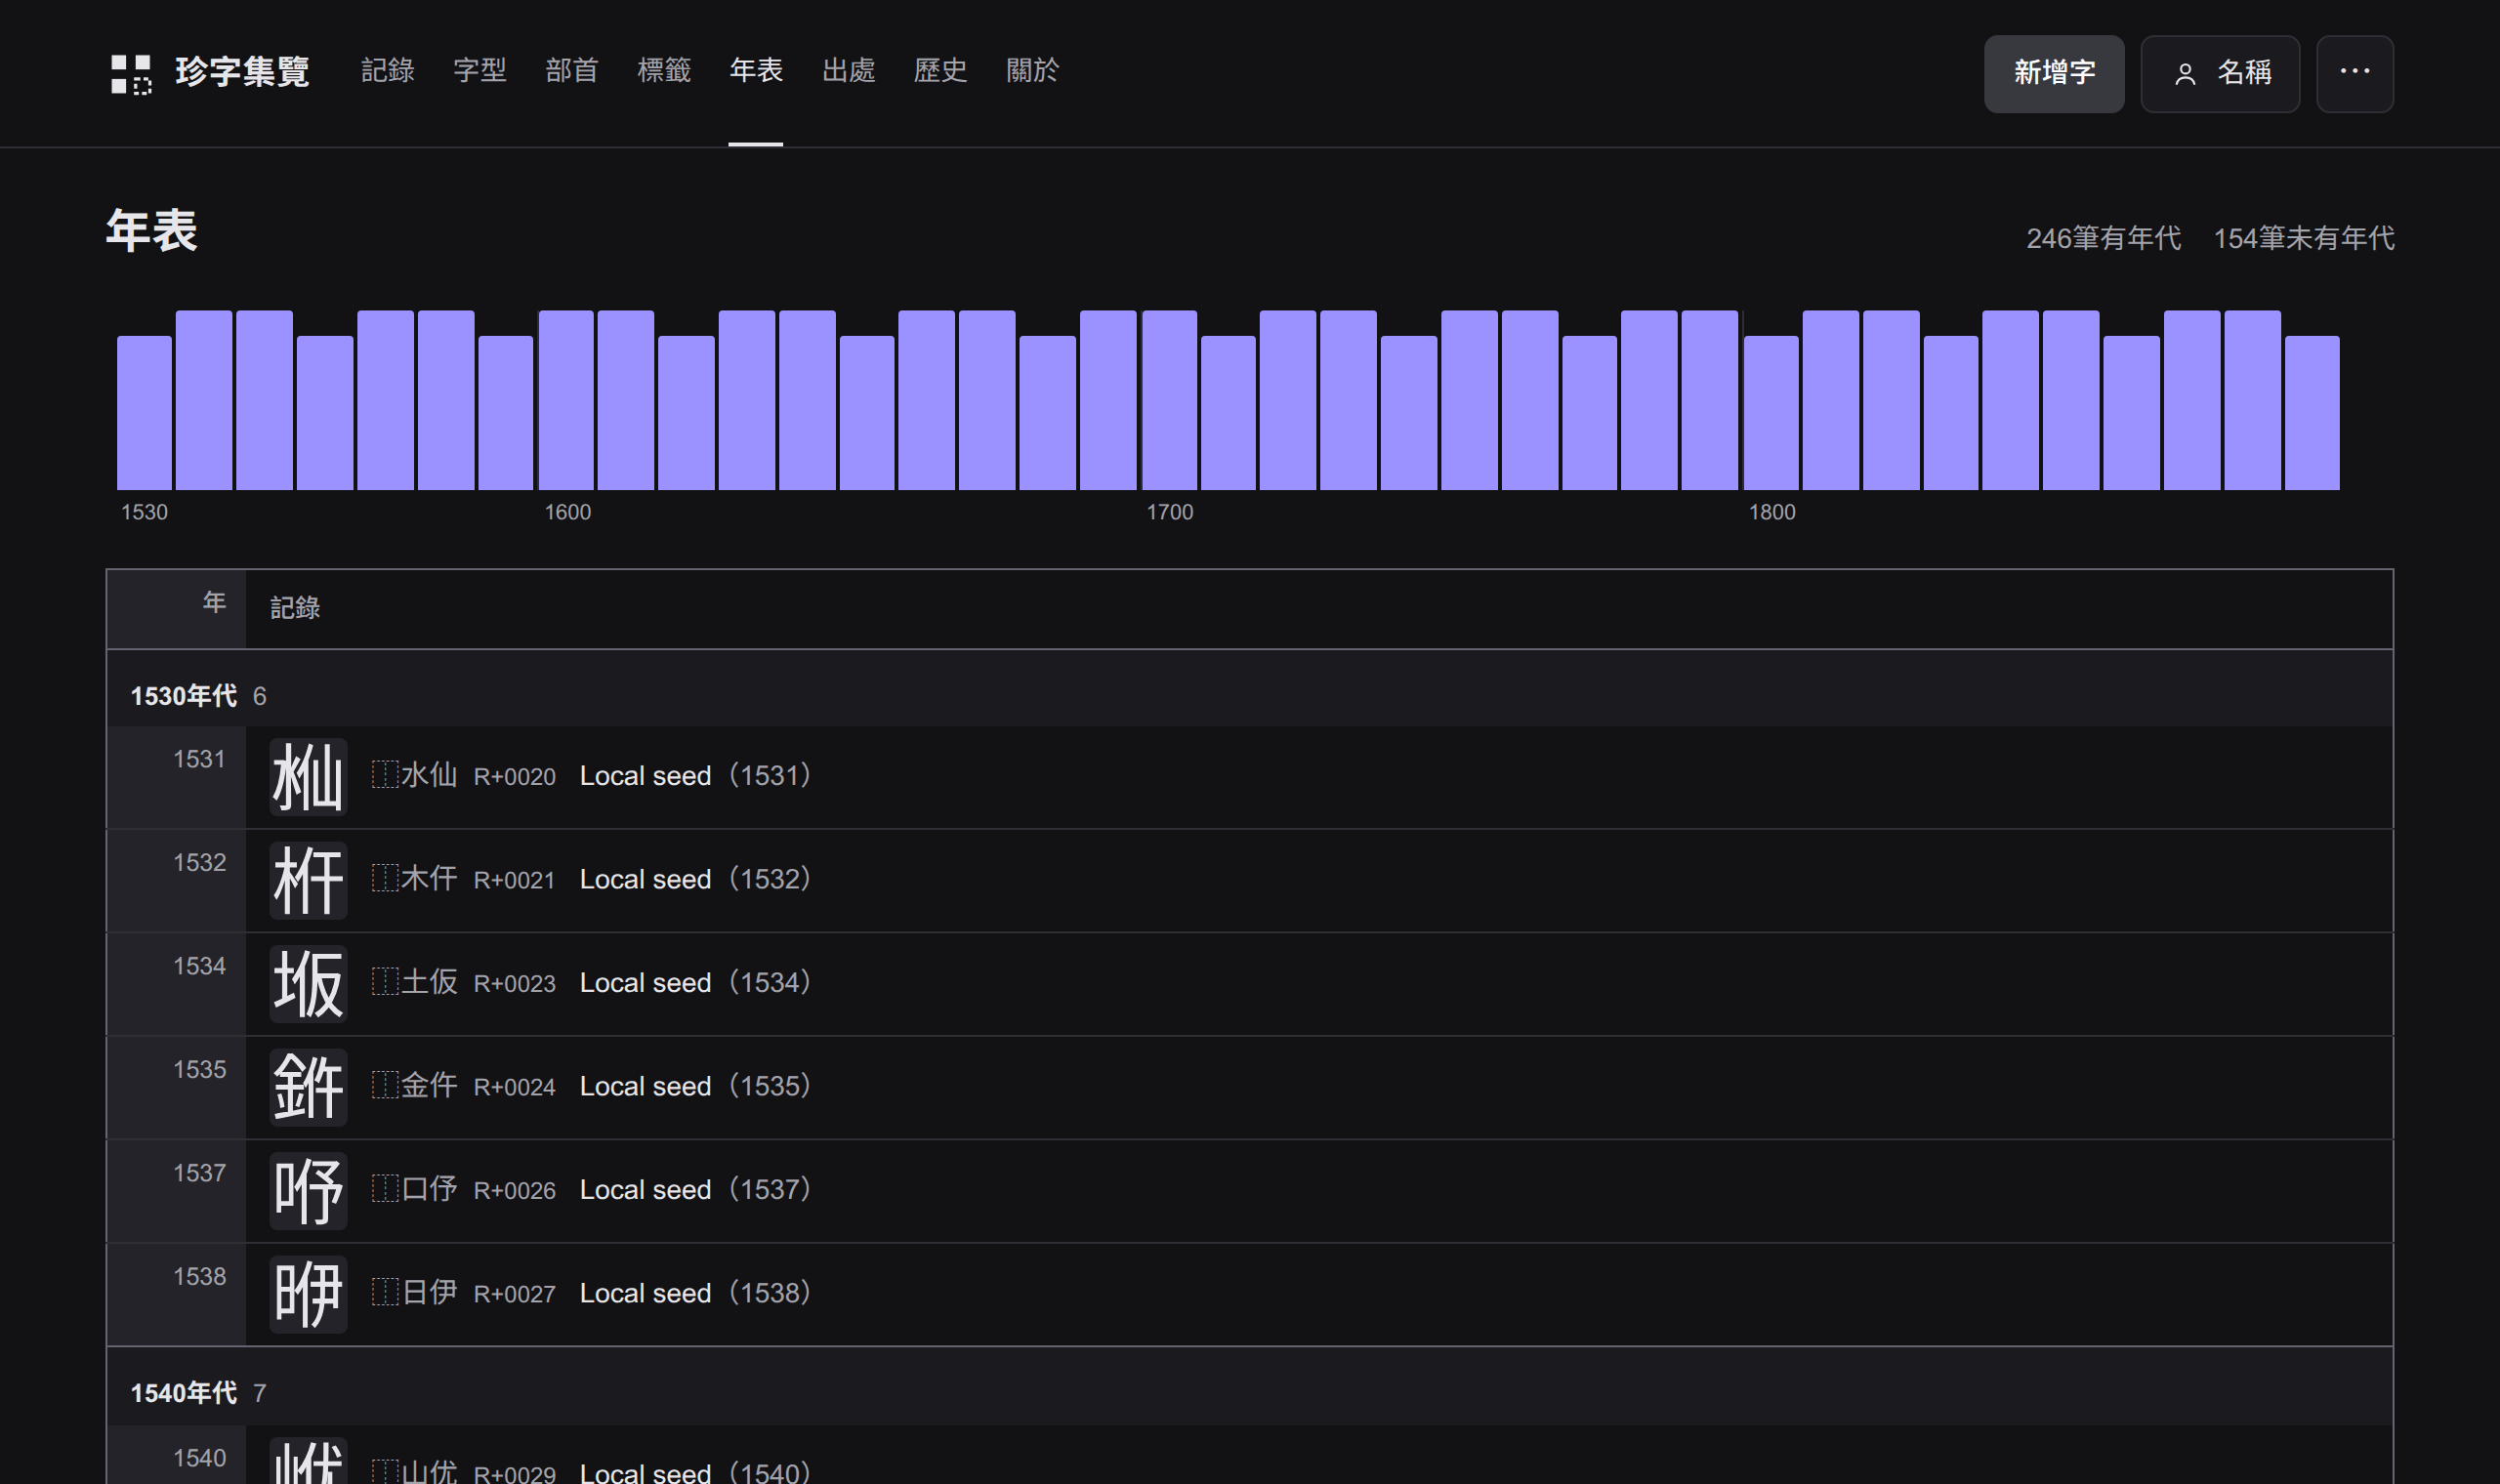 珍字集覽 記錄 字型 部首 標籤 年表 出處 歷史 關於 新增字 名稱 ···
年表 246筆有年代 154筆未有年代
1530 1600 1700 1800
年 記錄
1530年代 6
1531 ⿰水仙 R+0020 Local seed（1531）
1532 ⿰木仠 R+0021 Local seed（1532）
1534 ⿰土仮 R+0023 Local seed（1534）
1535 ⿰金仵 R+0024 Local seed（1535）
1537 ⿰口伃 R+0026 Local seed（1537）
1538 ⿰日伊 R+0027 Local seed（1538）
1540年代 7
1540 ⿰山优 R+0029 Local seed（1540）